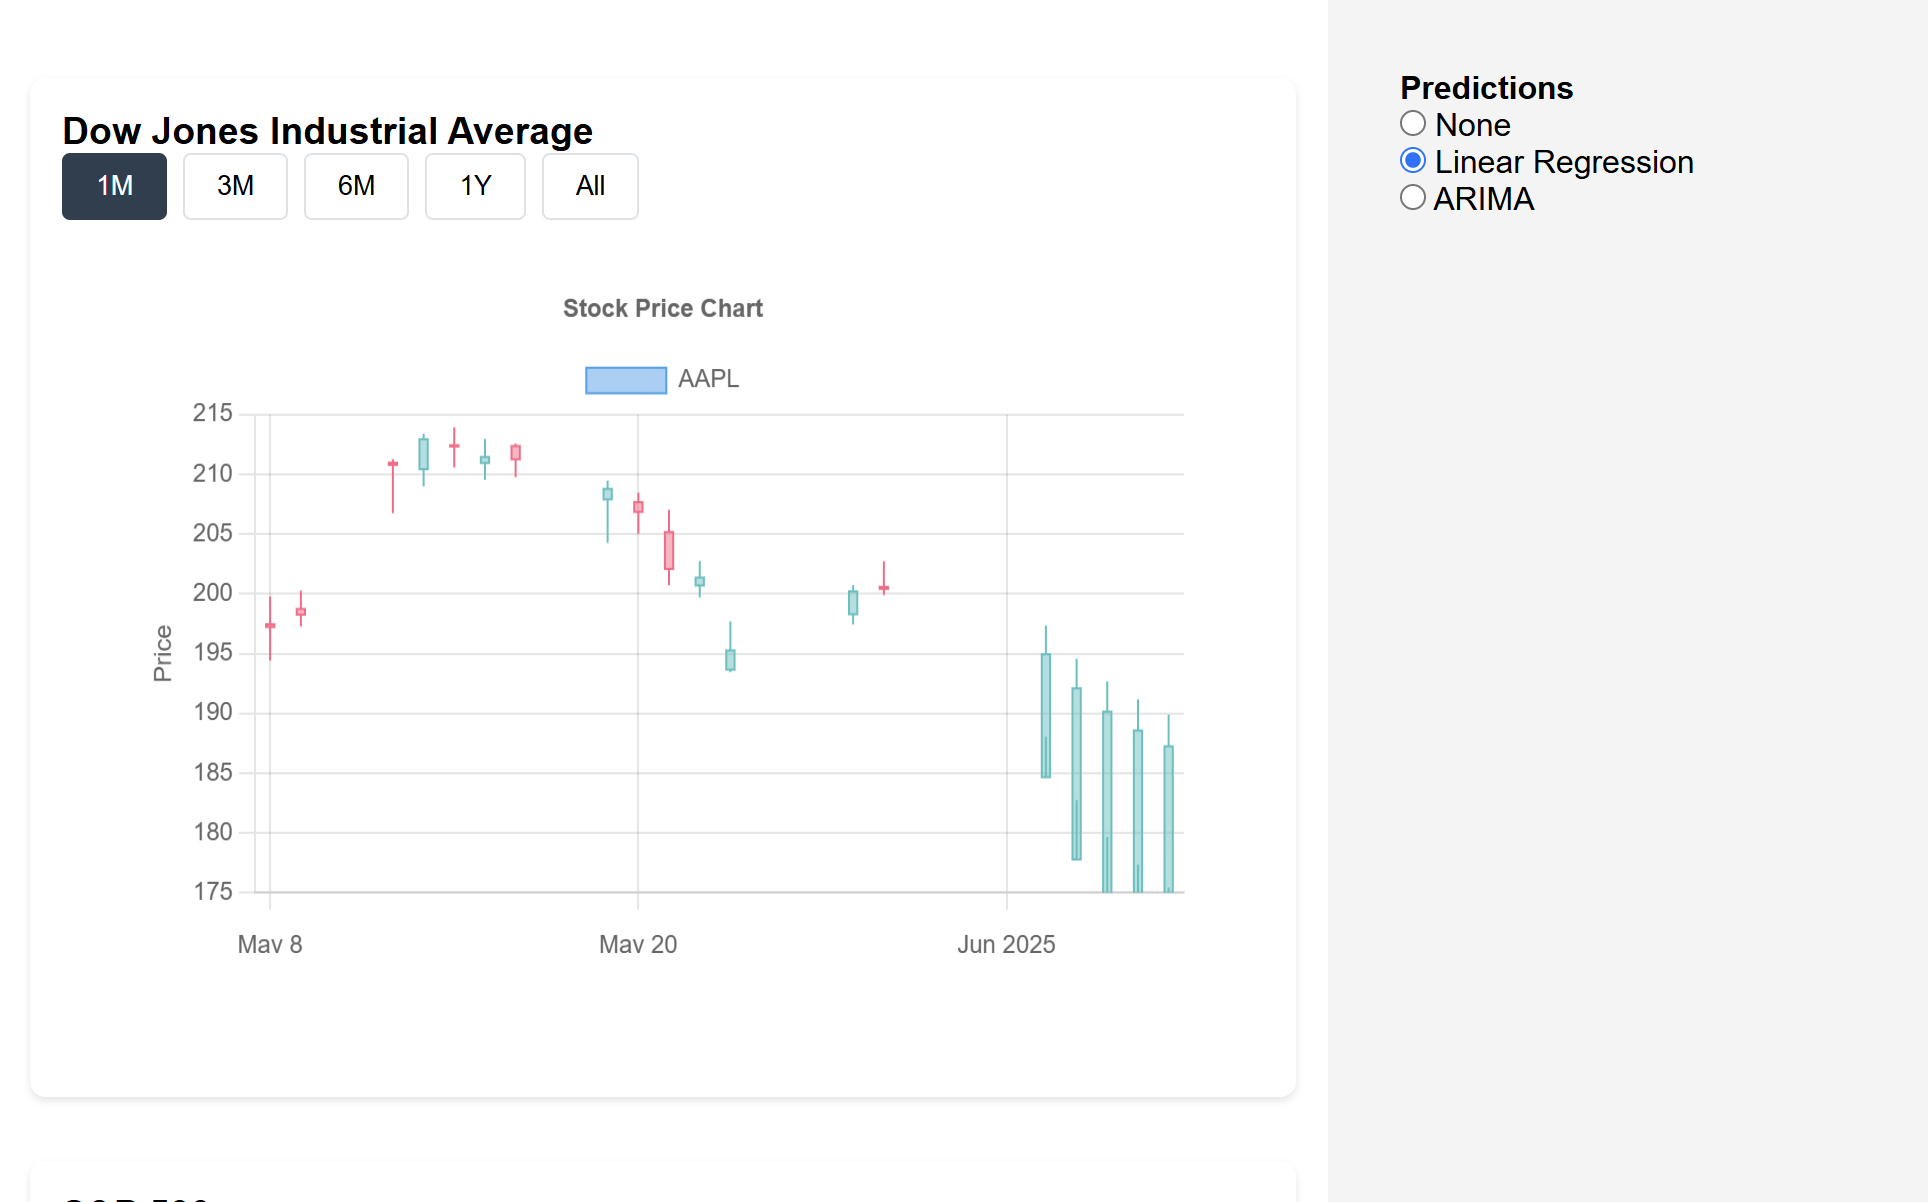 Dow Jones Industrial Average
1M 3M 6M 1Y All
Stock Price Chart
AAPL
215
210
205
200
195
190
185
180
175
Price
May 8 May 20 Jun 2025
Predictions
None
Linear Regression
ARIMA